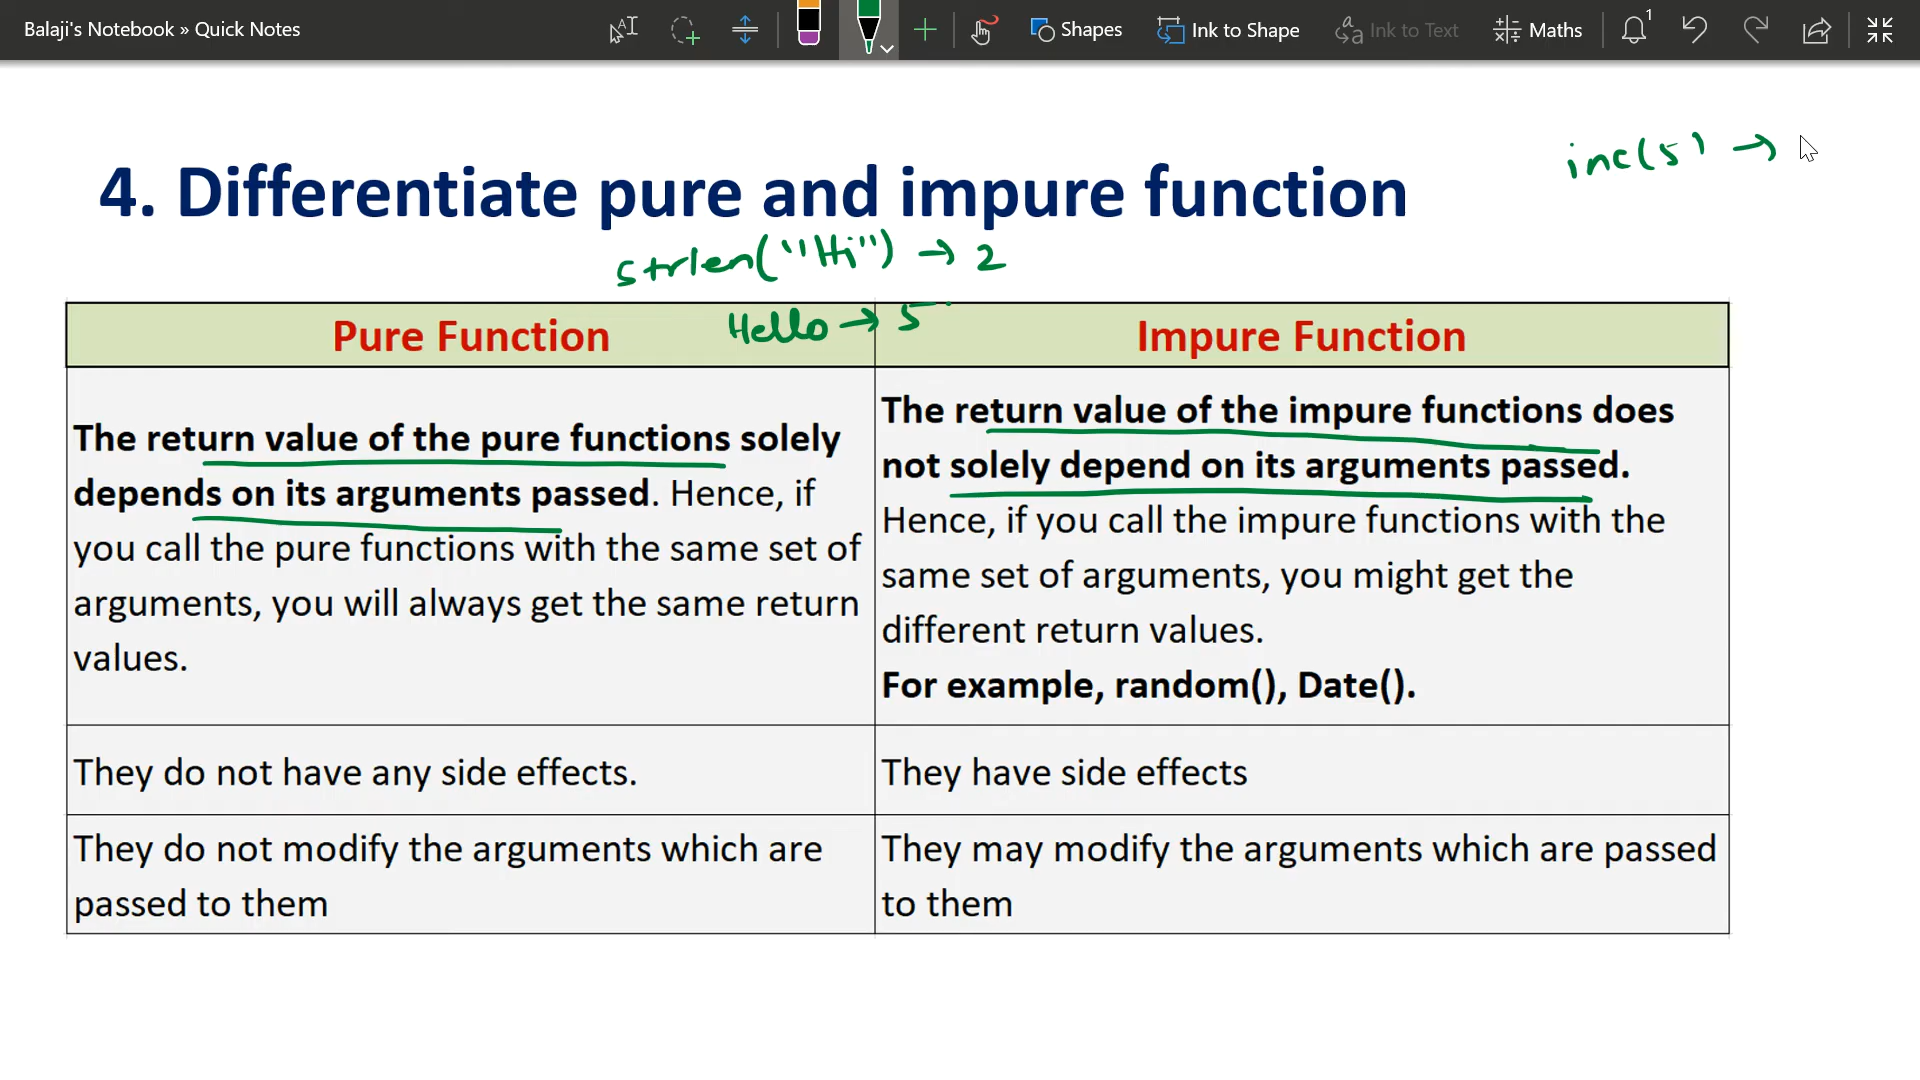 Balaji's Notebook » Quick Notes
Shapes
Ink to Shape
Ink to Text
Maths
1
inc(5) →
4. Differentiate pure and impure function
strlen("Hi") → 2
Hello → 5
Pure Function
Impure Function
The return value of the pure functions solely
depends on its arguments passed. Hence, if
you call the pure functions with the same set of
arguments, you will always get the same return
values.
The return value of the impure functions does
not solely depend on its arguments passed.
Hence, if you call the impure functions with the
same set of arguments, you might get the
different return values.
For example, random(), Date().
They do not have any side effects.
They have side effects
They do not modify the arguments which are
passed to them
They may modify the arguments which are passed
to them